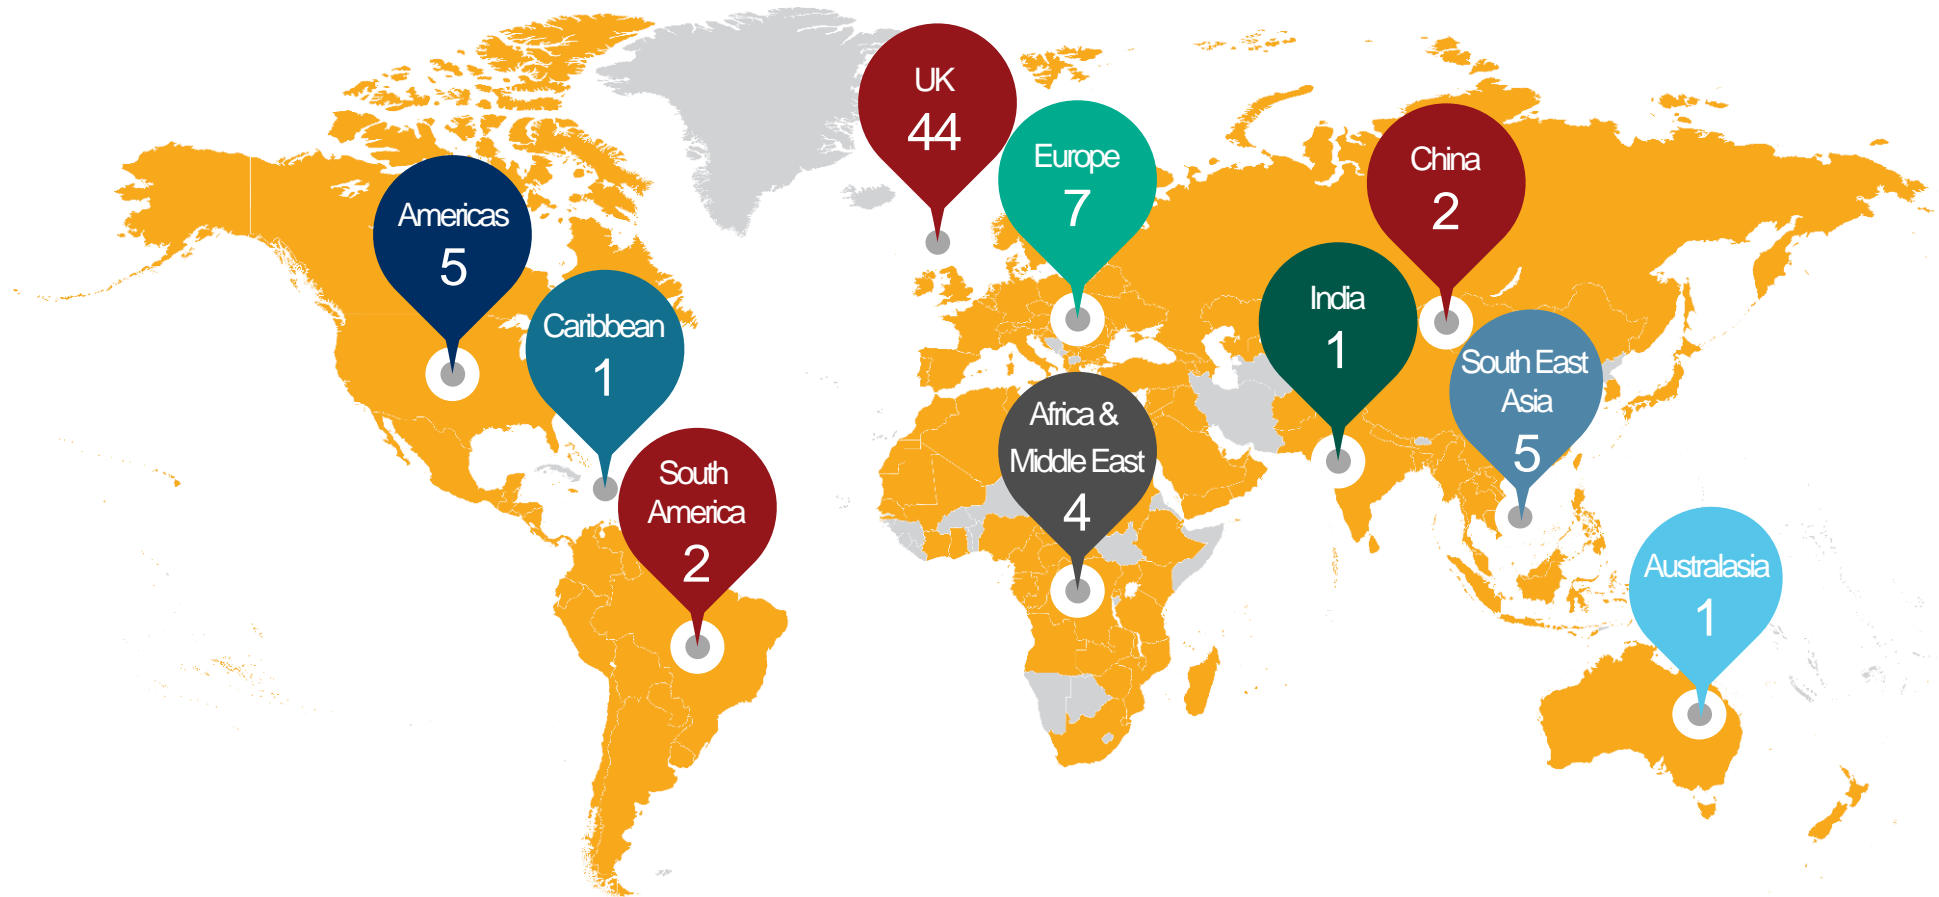 UK
44
Europe
7
China
2
Americas
5
Caribbean
1
India
1
South East
Asia
5
Africa &
Middle East
4
South
America
2
Australasia
1